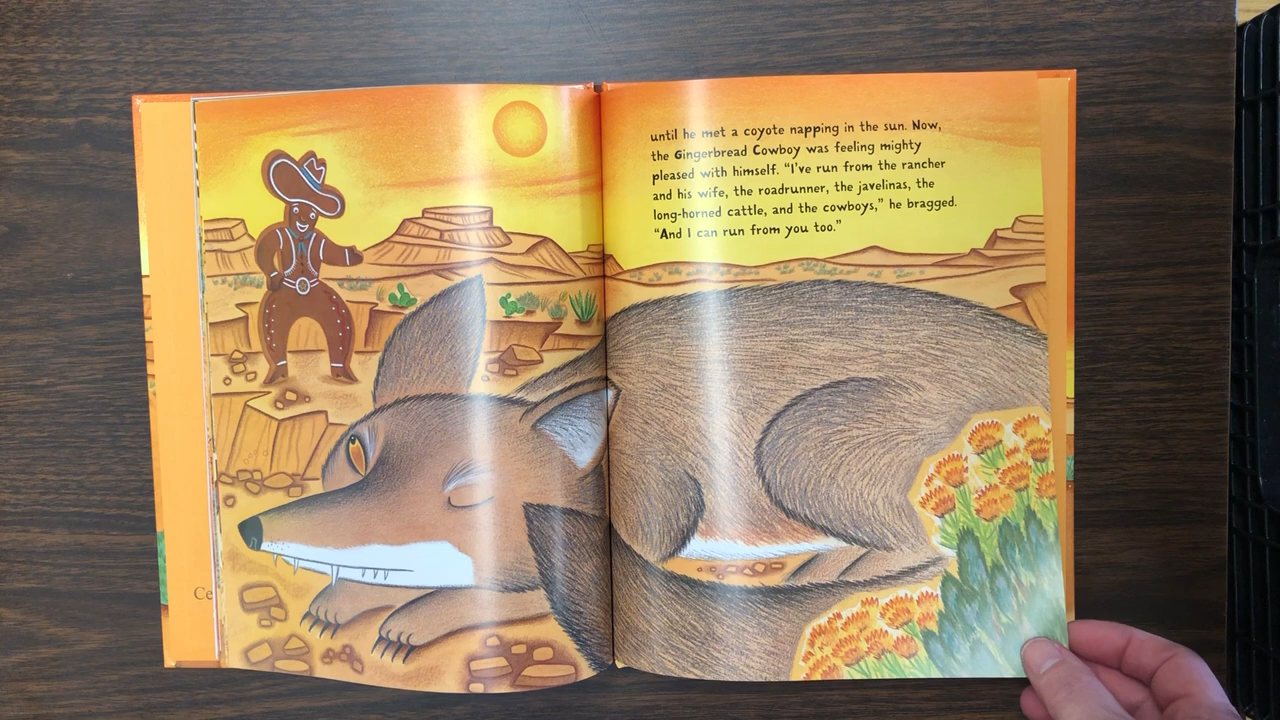 until he met a coyote napping in the sun. Now,
the Gingerbread Cowboy was feeling mighty
pleased with himself. “I’ve run from the rancher
and his wife, the roadrunner, the javelinas, the
long-horned cattle, and the cowboys,” he bragged.
“And I can run from you too.”
Ce